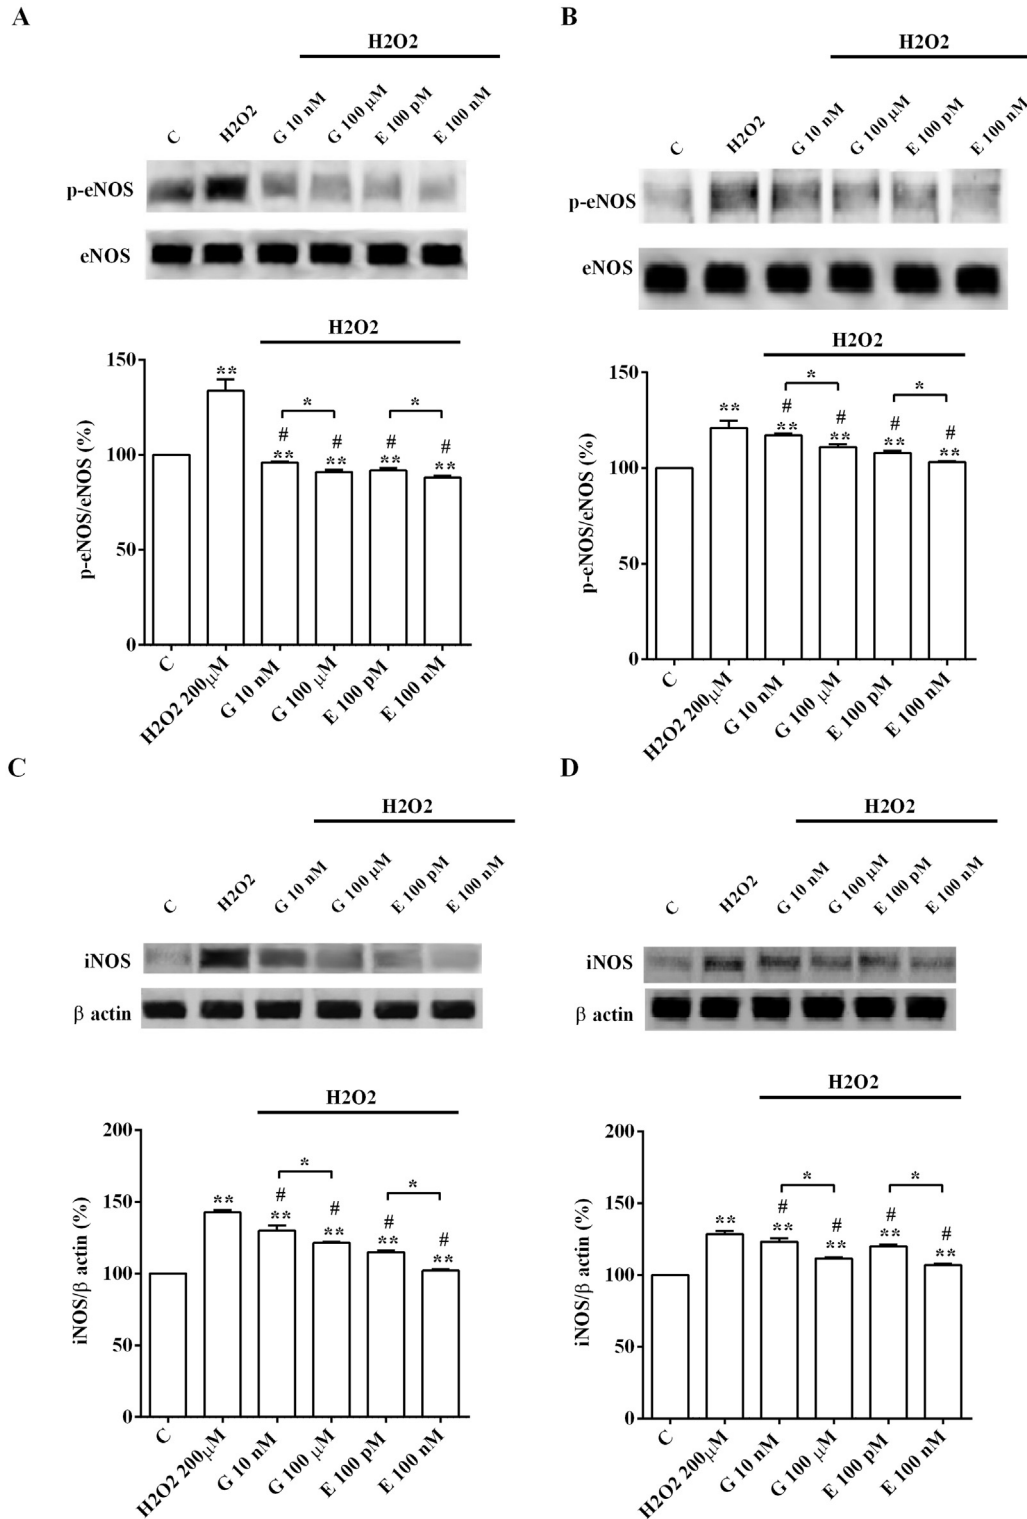 A
H2O2
C H2O2 G 10 nM G 100 μM E 100 pM E 100 nM
p-eNOS
eNOS
H2O2
p-eNOS/eNOS (%)
150
100
50
0
** # ** # ** # ** # **
* *
C H2O2 200μM G 10 nM G 100 μM E 100 pM E 100 nM
B
H2O2
C H2O2 G 10 nM G 100 μM E 100 pM E 100 nM
p-eNOS
eNOS
H2O2
p-eNOS/eNOS (%)
150
100
50
0
** # ** # ** # ** # **
* *
C H2O2 200μM G 10 nM G 100 μM E 100 pM E 100 nM
C
H2O2
C H2O2 G 10 nM G 100 μM E 100 pM E 100 nM
iNOS
β actin
H2O2
iNOS/β actin (%)
200
150
100
50
0
** # ** # ** # ** # **
* *
C H2O2 200μM G 10 nM G 100 μM E 100 pM E 100 nM
D
H2O2
C H2O2 G 10 nM G 100 μM E 100 pM E 100 nM
iNOS
β actin
H2O2
iNOS/β actin (%)
200
150
100
50
0
** # ** # ** # ** # **
* *
C H2O2 200μM G 10 nM G 100 μM E 100 pM E 100 nM